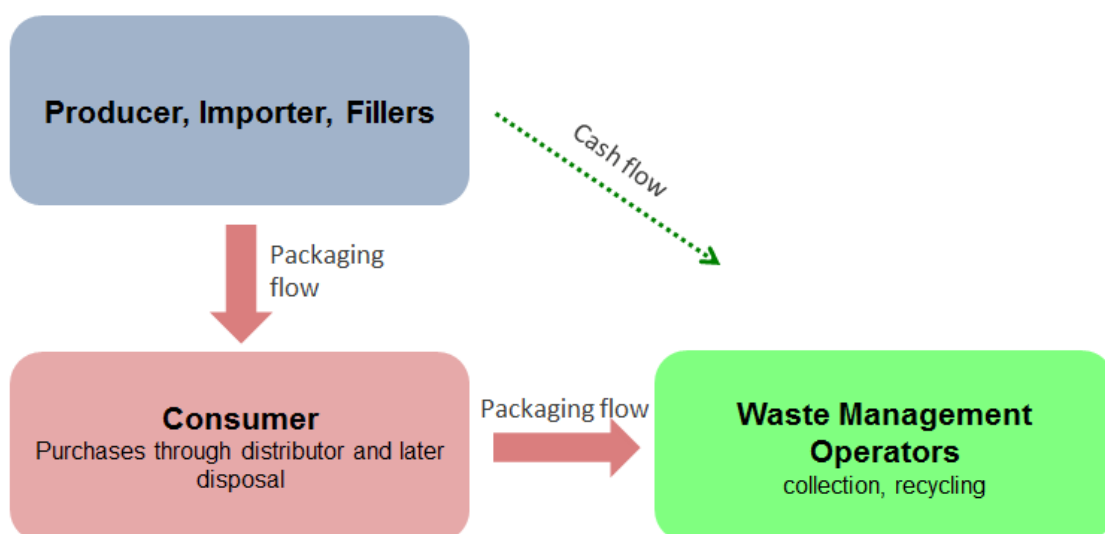 Producer, Importer, Fillers
Cash flow
Packaging
flow
Consumer
Purchases through distributor and later
disposal
Packaging flow
Waste Management
Operators
collection, recycling